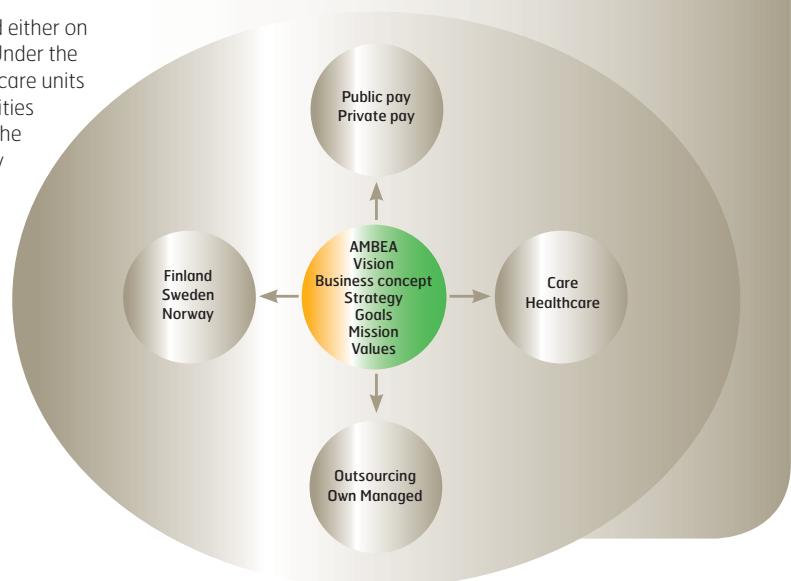 either on
Under the
care units
ities
he
Public pay
Private pay
Finland
Sweden
Norway
AMBEA
Vision
Business concept
Strategy
Goals
Mission
Values
Care
Healthcare
Outsourcing
Own Managed